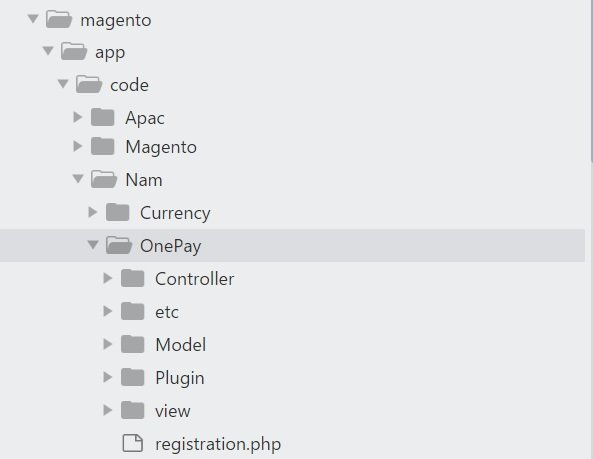 magento
app
code
Apac
Magento
Nam
Currency
OnePay
Controller
etc
Model
Plugin
view
registration.php